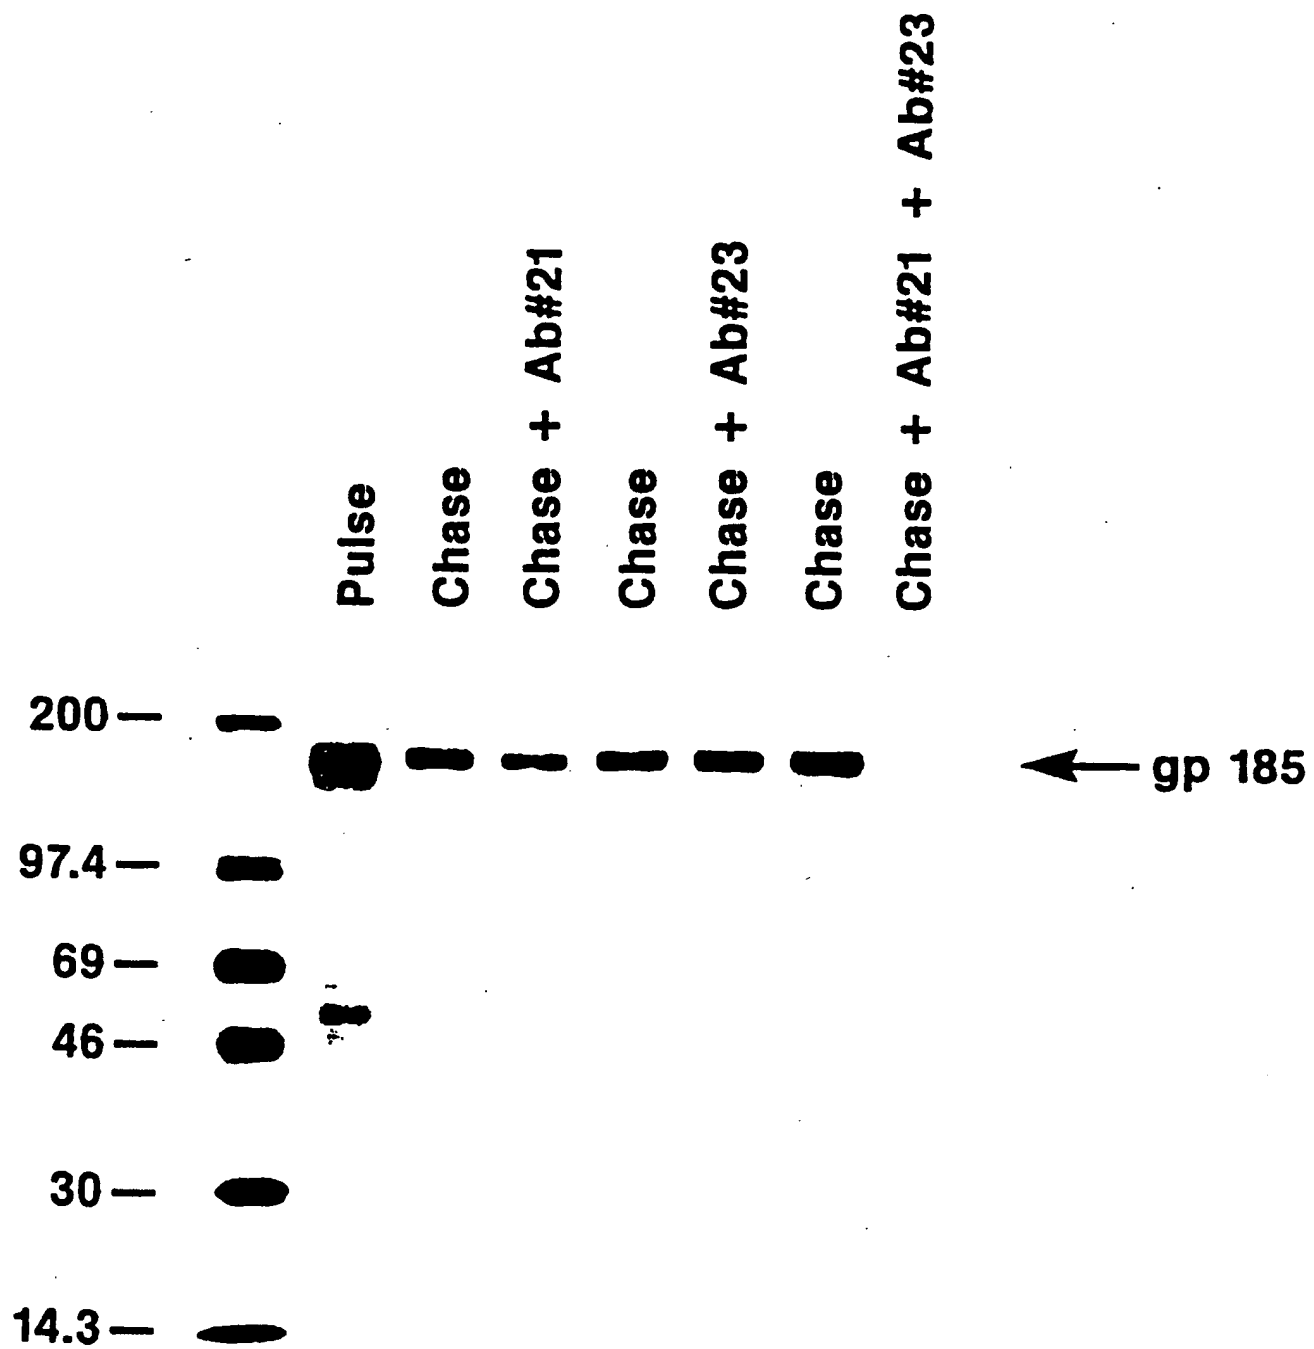 Pulse
Chase
Chase + Ab#21
Chase
Chase + Ab#23
Chase
Chase + Ab#21 + Ab#23
200
gp 185
97.4
69
46
30
14.3